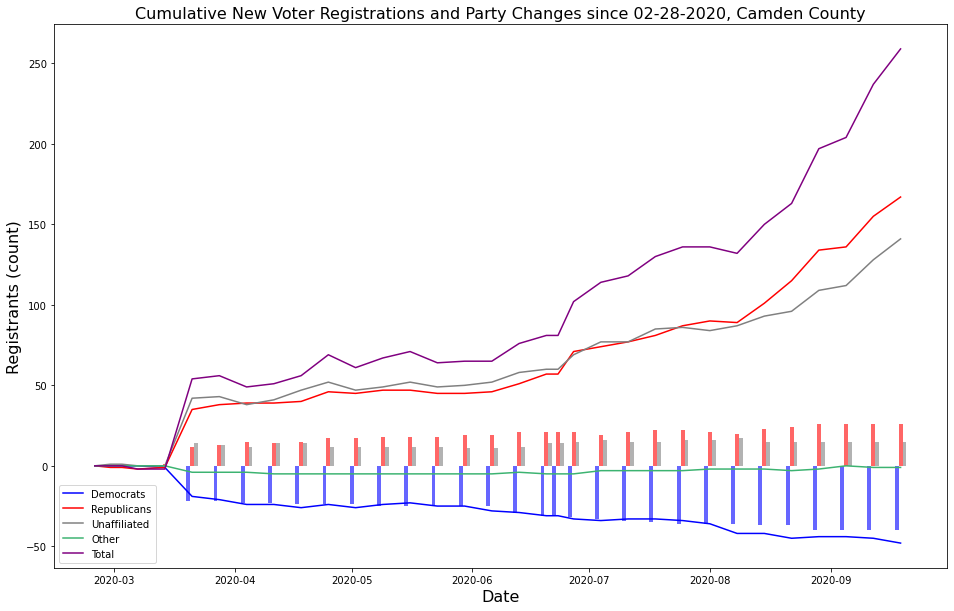 Cumulative New Voter Registrations and Party Changes since 02-28-2020, Camden County
Registrants (count)
250
200
150
100
50
0
−50
Democrats
Republicans
Unaffiliated
Other
Total
2020-03 2020-04 2020-05 2020-06 2020-07 2020-08 2020-09
Date